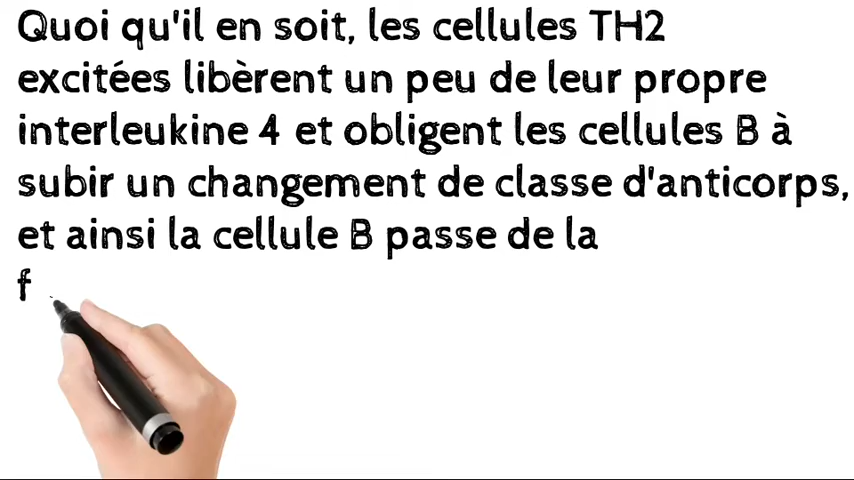 Quoi qu'il en soit, les cellules TH2
excitées libèrent un peu de leur propre
interleukine 4 et obligent les cellules B à
subir un changement de classe d'anticorps,
et ainsi la cellule B passe de la
f